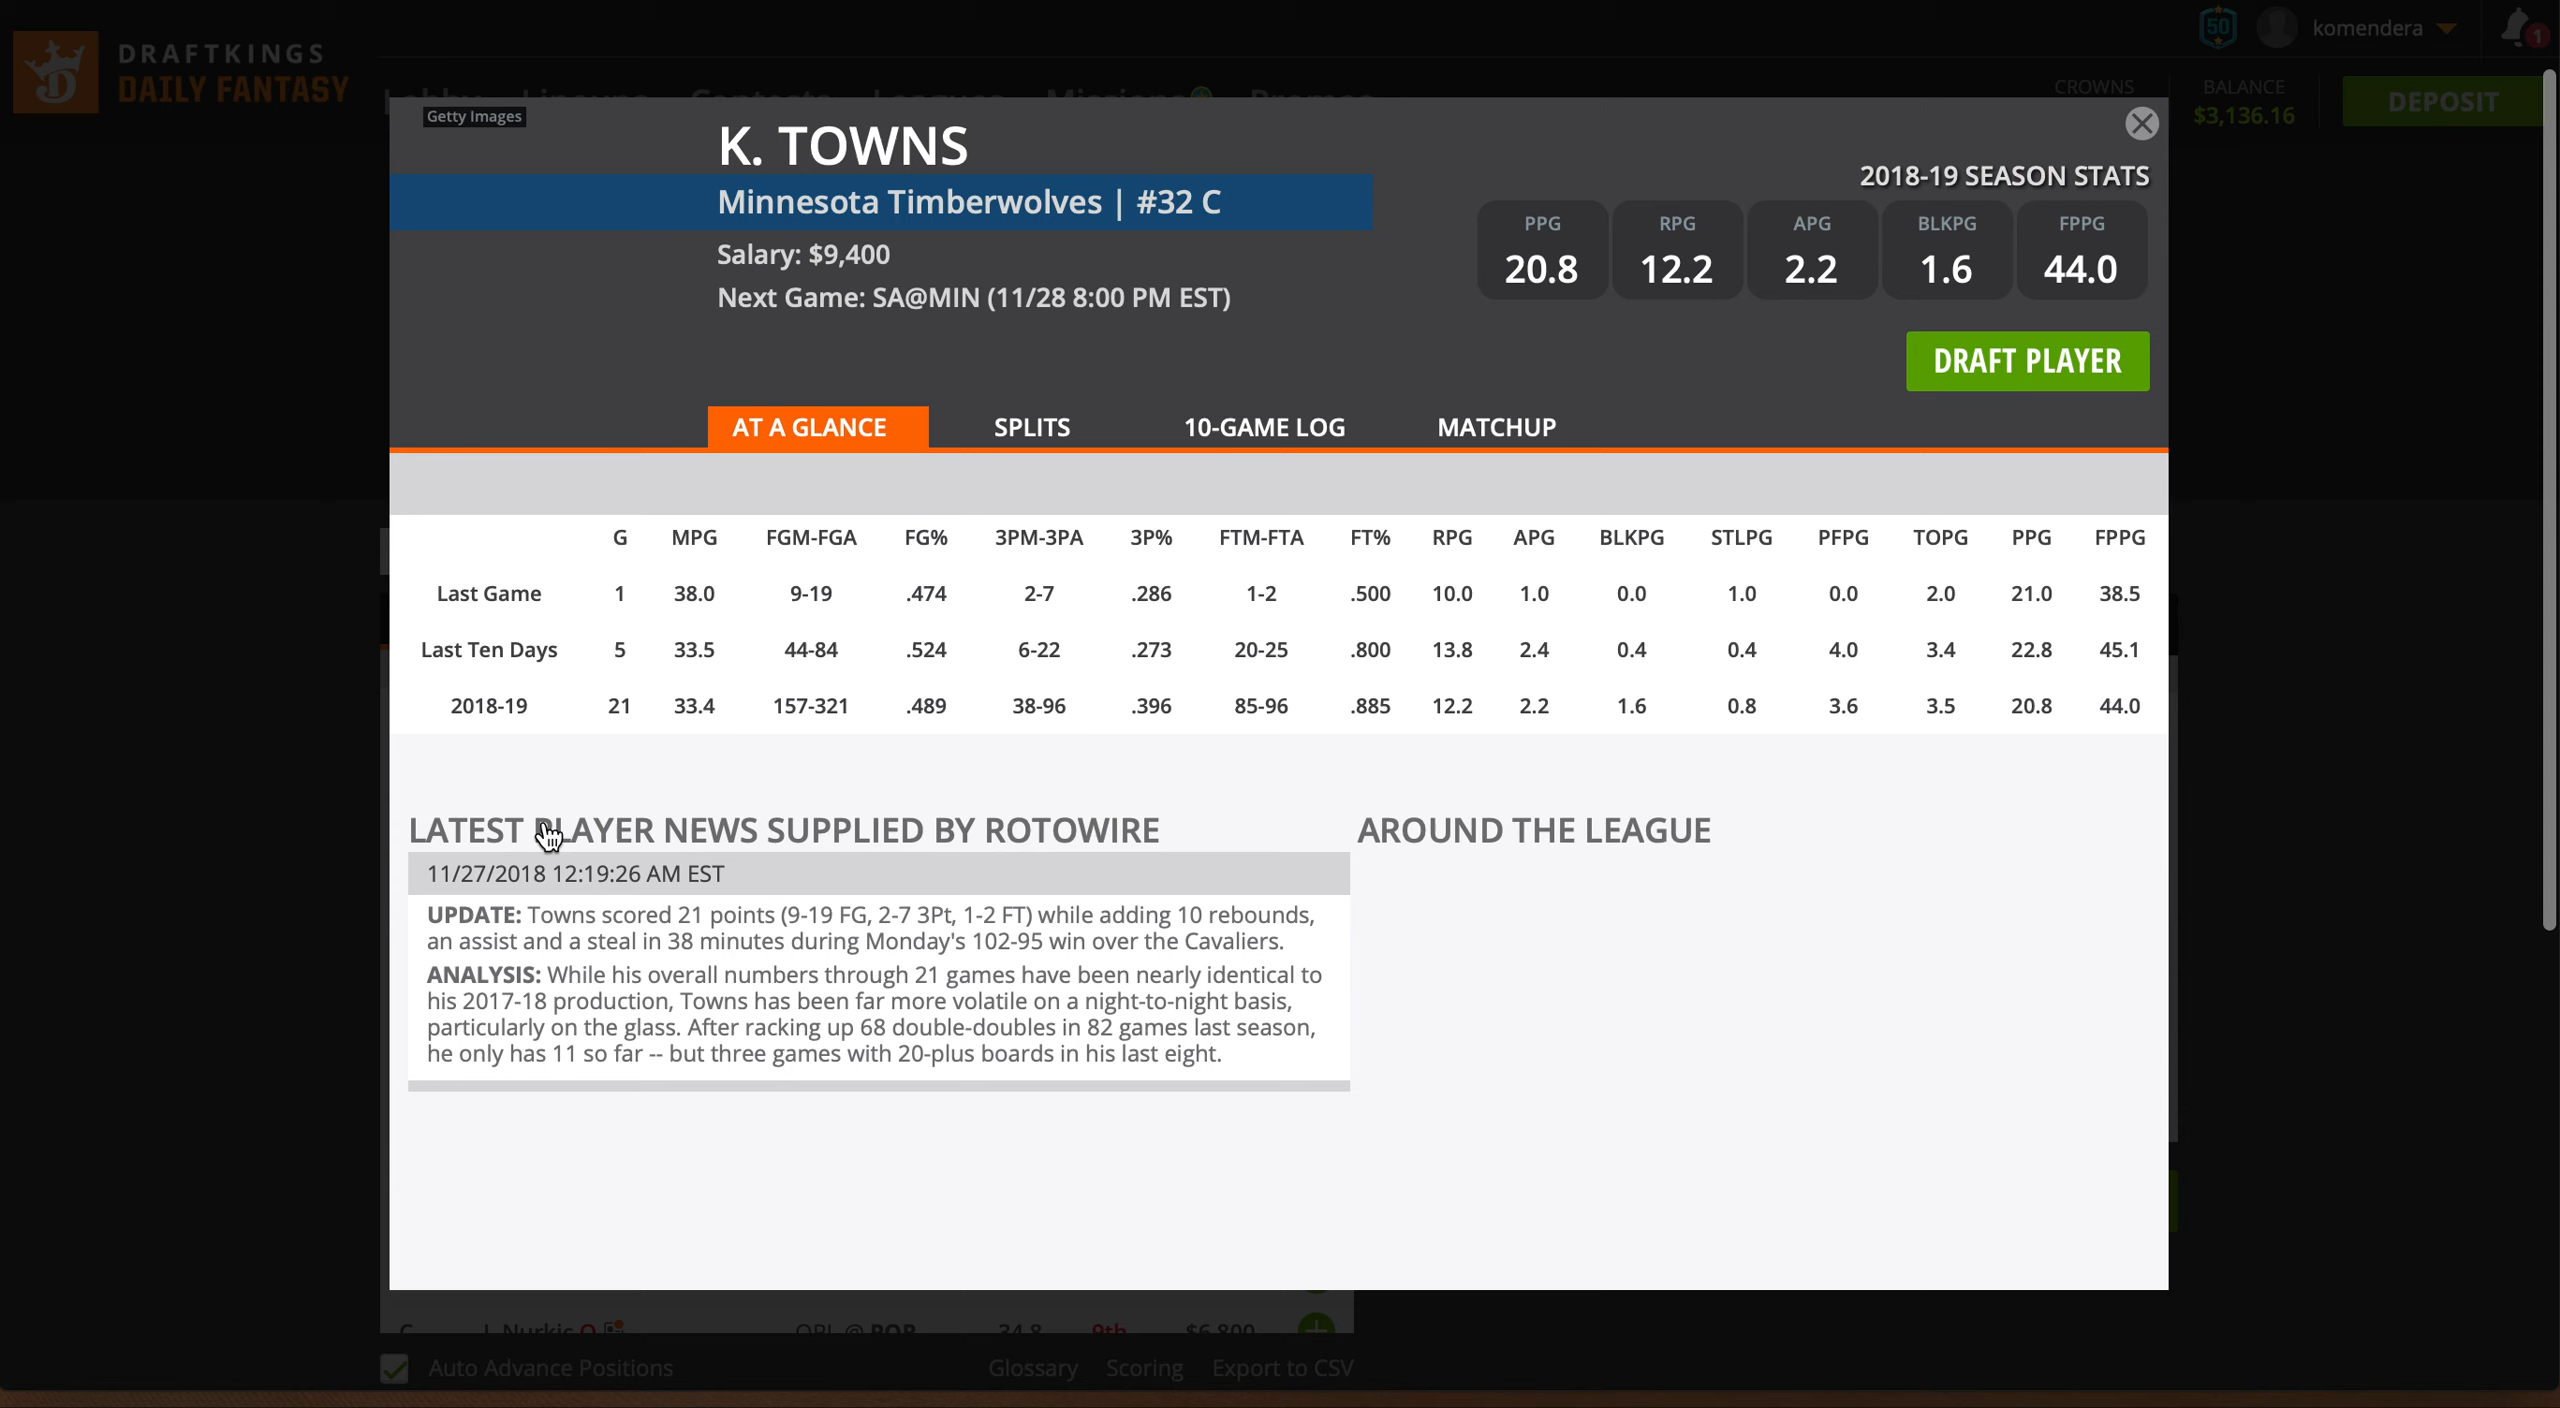 DRAFTKINGS
DAILY FANTASY
50
komendera
1
CROWNS
BALANCE
$3,136.16
DEPOSIT
Getty Images
K. TOWNS
Minnesota Timberwolves | #32 C
Salary: $9,400
Next Game: SA@MIN (11/28 8:00 PM EST)
2018-19 SEASON STATS
PPG RPG APG BLKPG FPPG
20.8 12.2 2.2 1.6 44.0
DRAFT PLAYER
AT A GLANCE SPLITS 10-GAME LOG MATCHUP
G MPG FGM-FGA FG% 3PM-3PA 3P% FTM-FTA FT% RPG APG BLKPG STLPG PFPG TOPG PPG FPPG
Last Game 1 38.0 9-19 .474 2-7 .286 1-2 .500 10.0 1.0 0.0 1.0 0.0 2.0 21.0 38.5
Last Ten Days 5 33.5 44-84 .524 6-22 .273 20-25 .800 13.8 2.4 0.4 0.4 4.0 3.4 22.8 45.1
2018-19 21 33.4 157-321 .489 38-96 .396 85-96 .885 12.2 2.2 1.6 0.8 3.6 3.5 20.8 44.0
LATEST PLAYER NEWS SUPPLIED BY ROTOWIRE
11/27/2018 12:19:26 AM EST
UPDATE: Towns scored 21 points (9-19 FG, 2-7 3Pt, 1-2 FT) while adding 10 rebounds,
an assist and a steal in 38 minutes during Monday's 102-95 win over the Cavaliers.
ANALYSIS: While his overall numbers through 21 games have been nearly identical to
his 2017-18 production, Towns has been far more volatile on a night-to-night basis,
particularly on the glass. After racking up 68 double-doubles in 82 games last season,
he only has 11 so far -- but three games with 20-plus boards in his last eight.
AROUND THE LEAGUE
Auto Advance Positions
Glossary Scoring Export to CSV